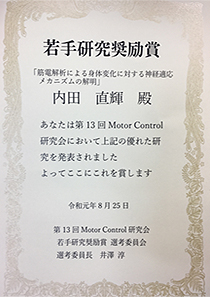 若手研究奨励賞
「筋電解析による身体変化に対する神経適応
メカニズムの解明」
内田 直輝 殿
あなたは第13回 Motor Control
研究会において上記の優れた研
究を発表されました
よってここにこれを賞します
令和元年8月25日
第13回 Motor Control 研究会
若手研究奨励賞 選考委員会
選考委員長 井澤 淳